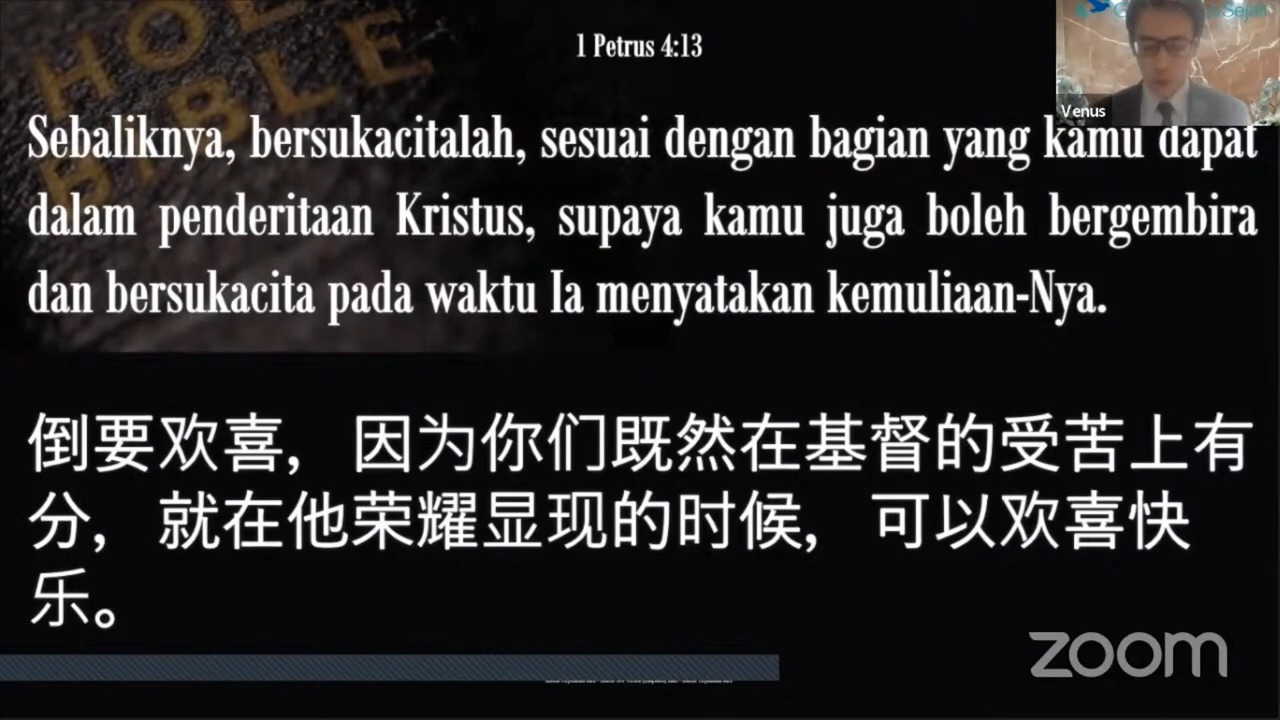 1 Petrus 4:13
Venus
Sebaliknya, bersukacitalah, sesuai dengan bagian yang kamu dapat
dalam penderitaan Kristus, supaya kamu juga boleh bergembira
dan bersukacita pada waktu Ia menyatakan kemuliaan-Nya.
倒要欢喜，因为你们既然在基督的受苦上有
分，就在他荣耀显现的时候，可以欢喜快
乐。
zoom
HOLY
BIBLE